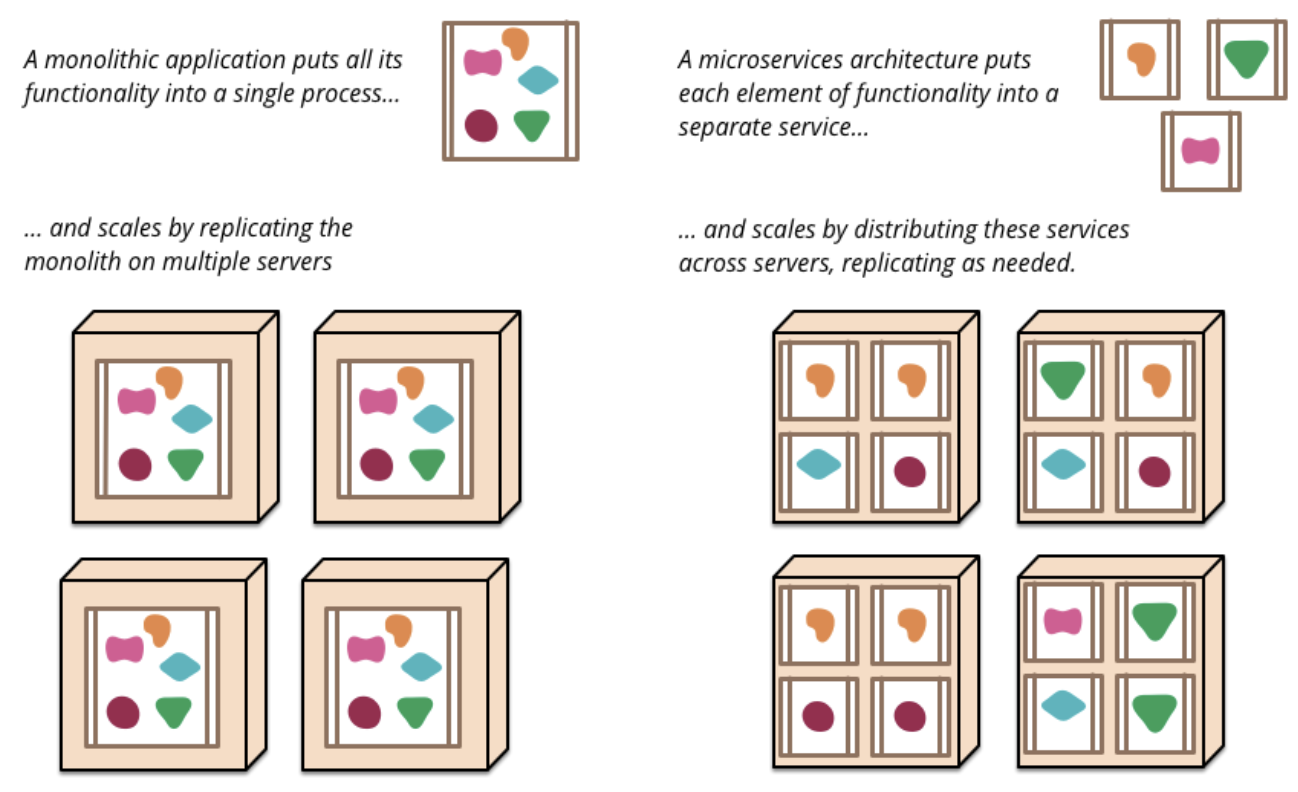 A monolithic application puts all its
functionality into a single process...
... and scales by replicating the
monolith on multiple servers
A microservices architecture puts
each element of functionality into a
separate service...
... and scales by distributing these services
across servers, replicating as needed.